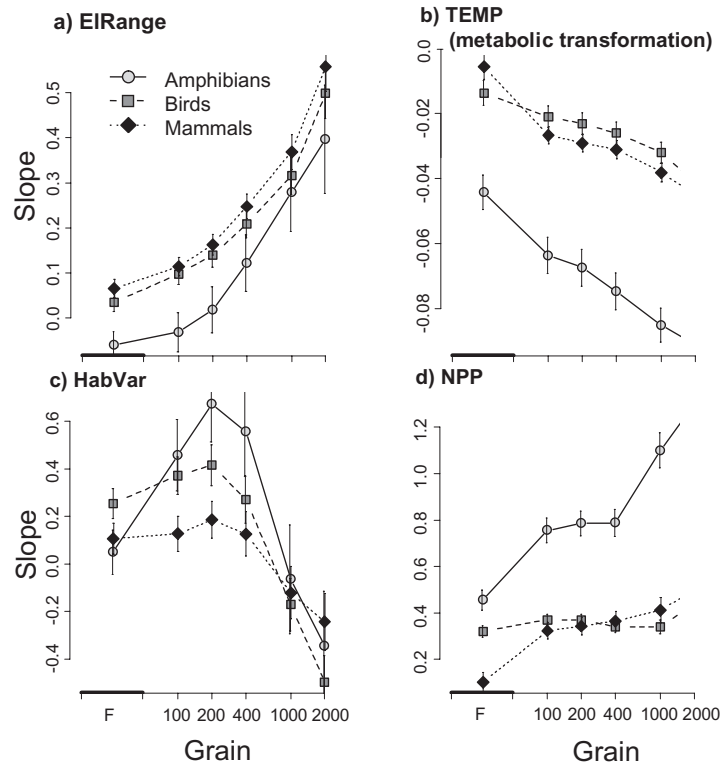 a) ElRange
Amphibians
Birds
Mammals
Slope
0.5
0.4
0.3
0.2
0.1
0.0
b) TEMP
(metabolic transformation)
0.0
-0.02
-0.04
-0.06
-0.08
c) HabVar
Slope
0.6
0.4
0.2
0.0
-0.2
-0.4
F 100 200 400 1000 2000
Grain
d) NPP
1.2
1.0
0.8
0.6
0.4
0.2
F 100 200 400 1000 2000
Grain